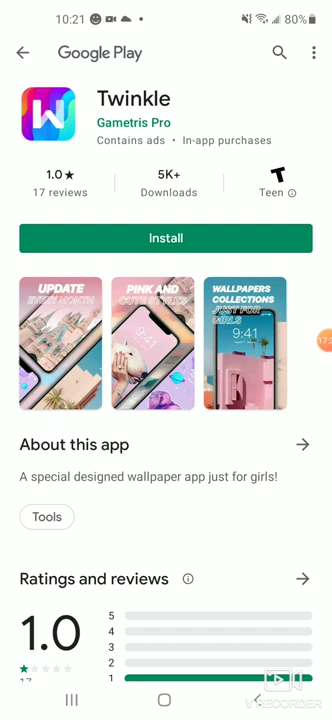 10:21
80%
Google Play
Twinkle
Gametris Pro
Contains ads • In-app purchases
1.0★
17 reviews
5K+
Downloads
T
Teen
Install
UPDATE
EVERY MONTH
PINK AND
CUTE STYLES
9:41
WALLPAPERS
COLLECTIONS
JUST FOR
GIRLS
9:41
About this app
A special designed wallpaper app just for girls!
Tools
Ratings and reviews
1.0
5
4
3
2
1
17
VRECORDER